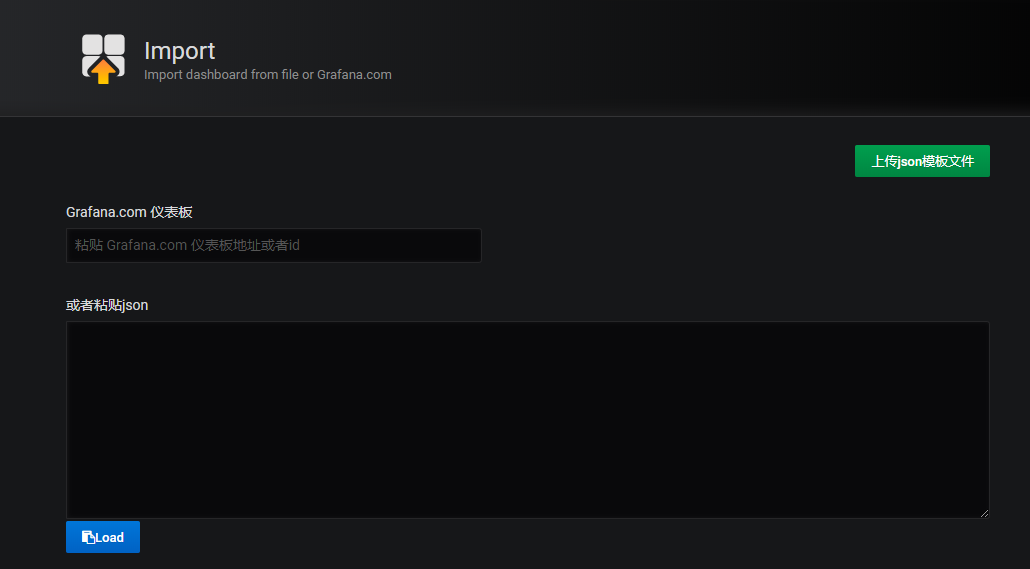 Import
Import dashboard from file or Grafana.com
上传json模板文件
Grafana.com 仪表板
粘贴 Grafana.com 仪表板地址或者id
或者粘贴json
Load